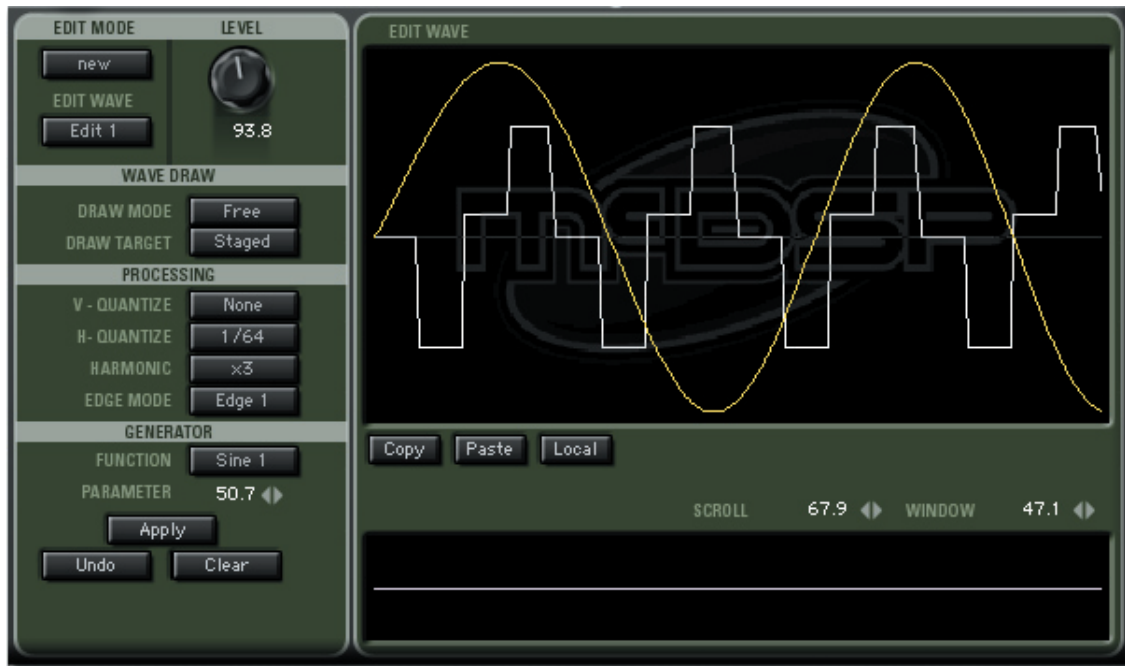 EDIT MODE
LEVEL
new
EDIT WAVE
Edit 1
93.8
WAVE DRAW
DRAW MODE Free
DRAW TARGET Staged
PROCESSING
V - QUANTIZE None
H- QUANTIZE 1/64
HARMONIC x3
EDGE MODE Edge 1
GENERATOR
FUNCTION Sine 1
PARAMETER 50.7
Apply
Undo Clear
EDIT WAVE
McDSP
Copy Paste Local
SCROLL 67.9 WINDOW 47.1